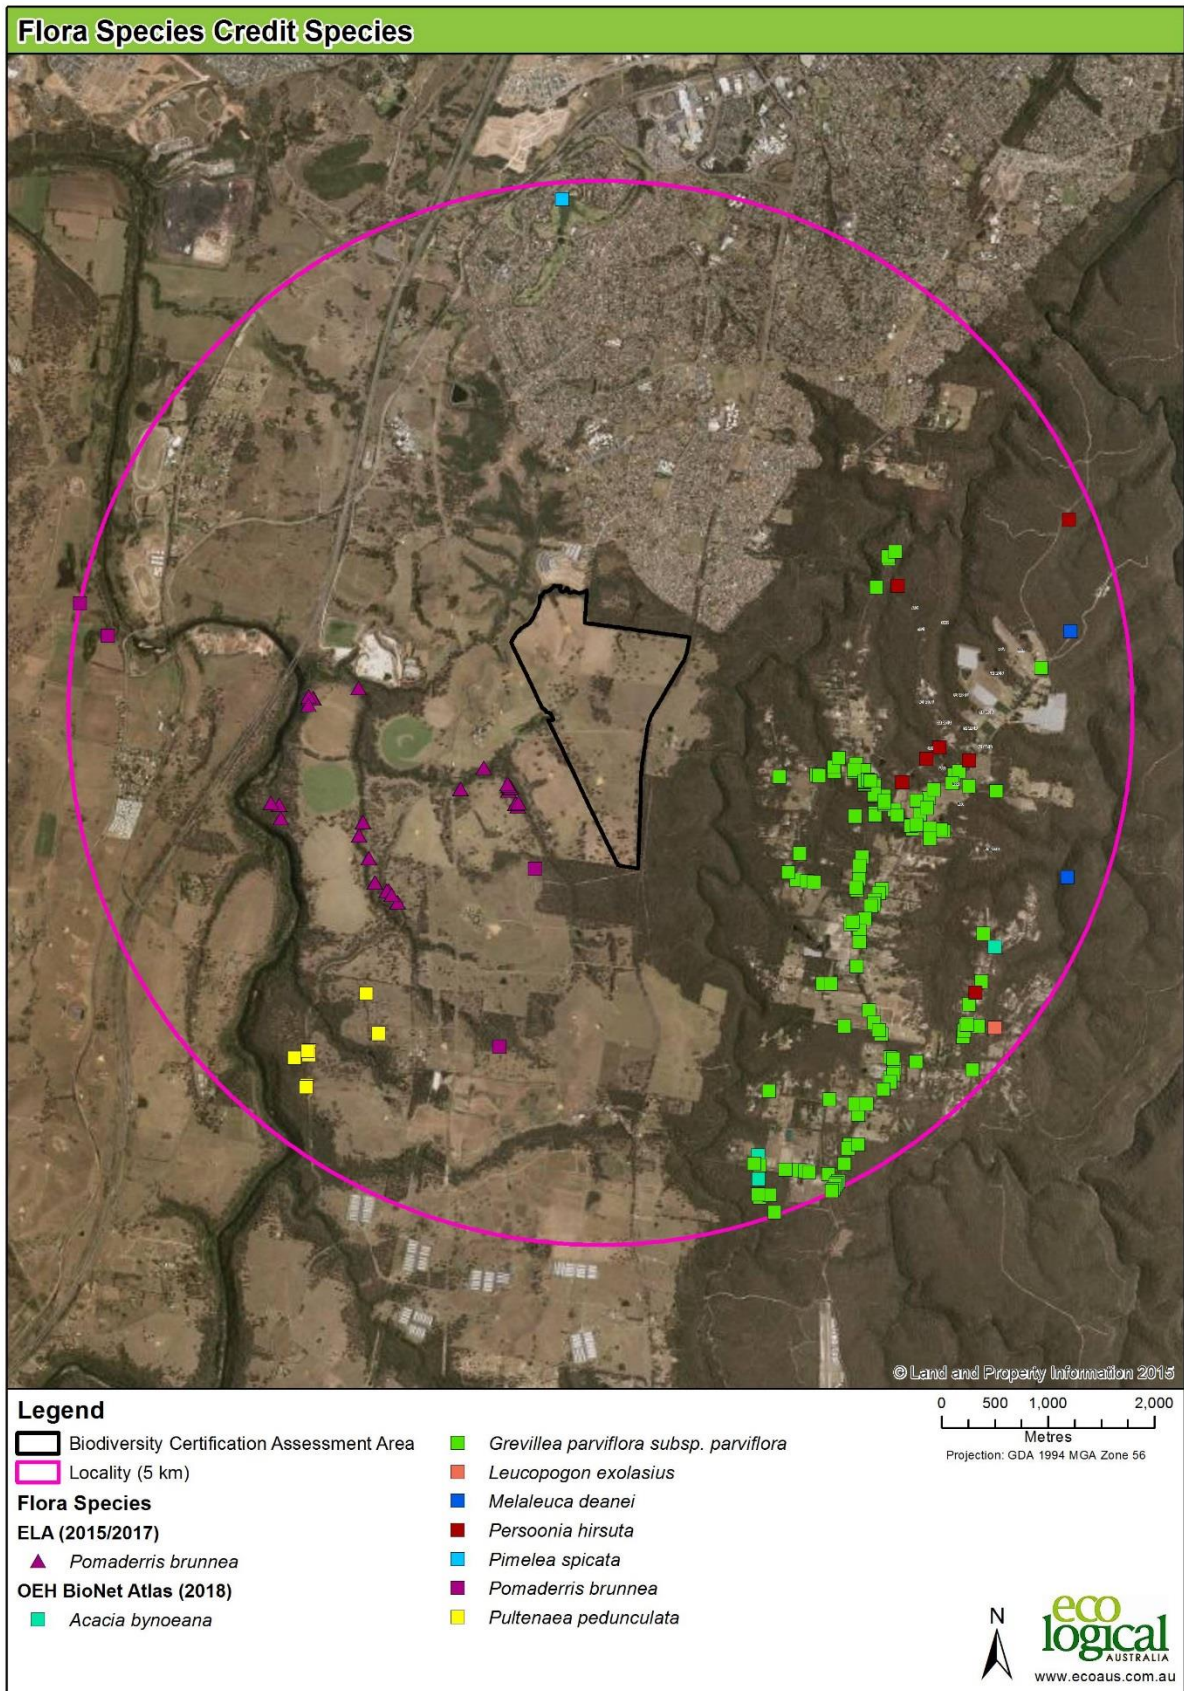 Flora Species Credit Species
© Land and Property Information 2015
Legend
Biodiversity Certification Assessment Area
Locality (5 km)
Flora Species
ELA (2015/2017)
Pomaderris brunnea
OEH BioNet Atlas (2018)
Acacia bynoeana
Grevillea parviflora subsp. parviflora
Leucopogon exolasius
Melaleuca deanei
Persoonia hirsuta
Pimelea spicata
Pomaderris brunnea
Pultenaea pedunculata
0 500 1,000 2,000
Metres
Projection: GDA 1994 MGA Zone 56
N
eco
logical
AUSTRALIA
www.ecoaus.com.au